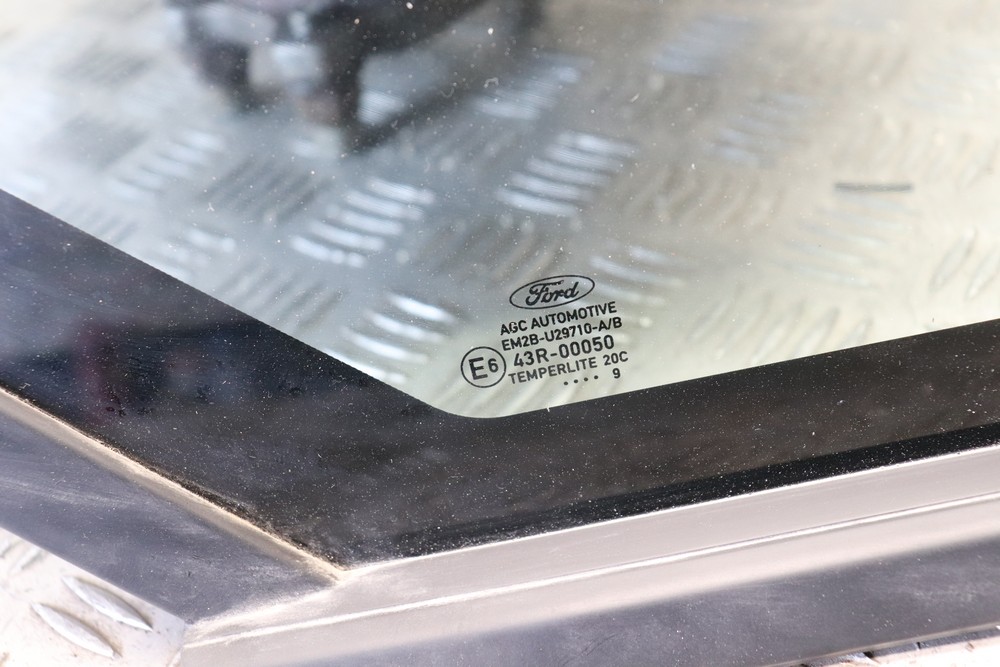 Ford
AGC AUTOMOTIVE
EM2B-U29710-A/B
E6 43R-00050
TEMPERLITE 20C
.... 9